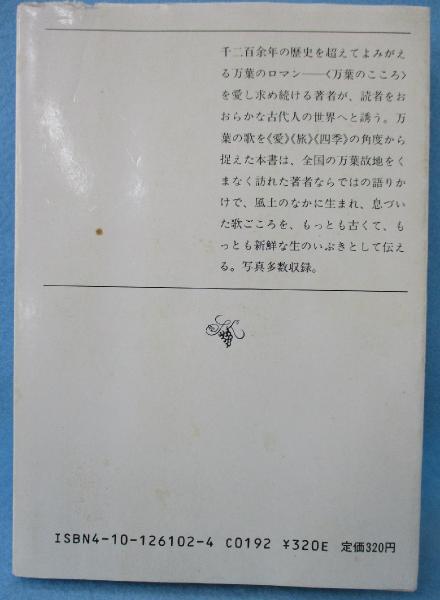 千二百余年の歴史を超えてよみがえ
る万葉のロマン――〈万葉のこころ〉
を愛し求め続ける著者が、読者をお
おらかな古代人の世界へと誘う。万
葉の歌を《愛》《旅》《四季》の角度から
捉えた本書は、全国の万葉故地をく
まなく訪れた著者ならではの語りか
けで、風土のなかに生まれ、息づい
た歌ごころを、もっとも古くて、も
っとも新鮮な生のいぶきとして伝え
る。写真多数収録。
ISBN4-10-126102-4 C0192 ¥320E 定価320円